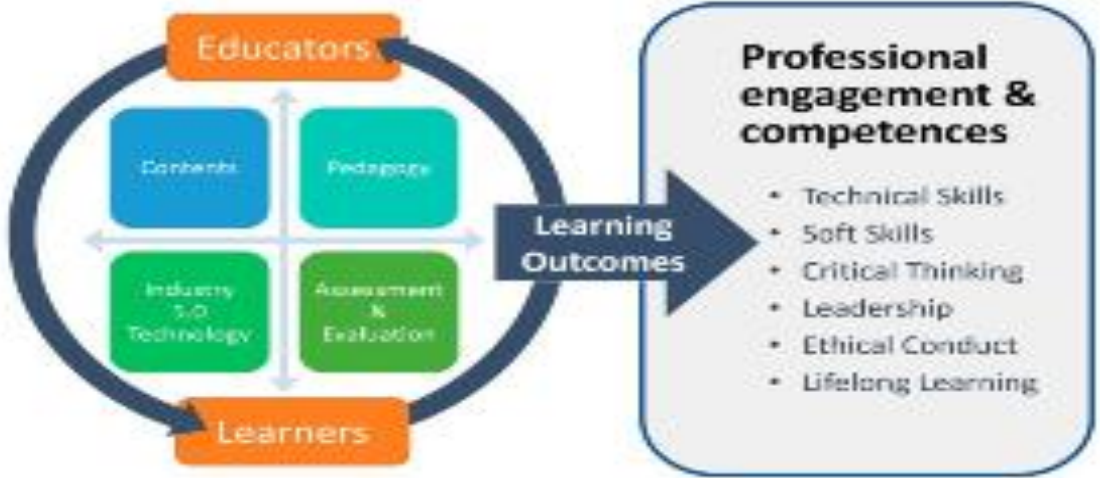 Educators
Contents
Pedagogy
Industry
5.0
Technology
Assessment
&
Evaluation
Learners
Learning
Outcomes
Professional
engagement &
competences
• Technical Skills
• Soft Skills
• Critical Thinking
• Leadership
• Ethical Conduct
• Lifelong Learning